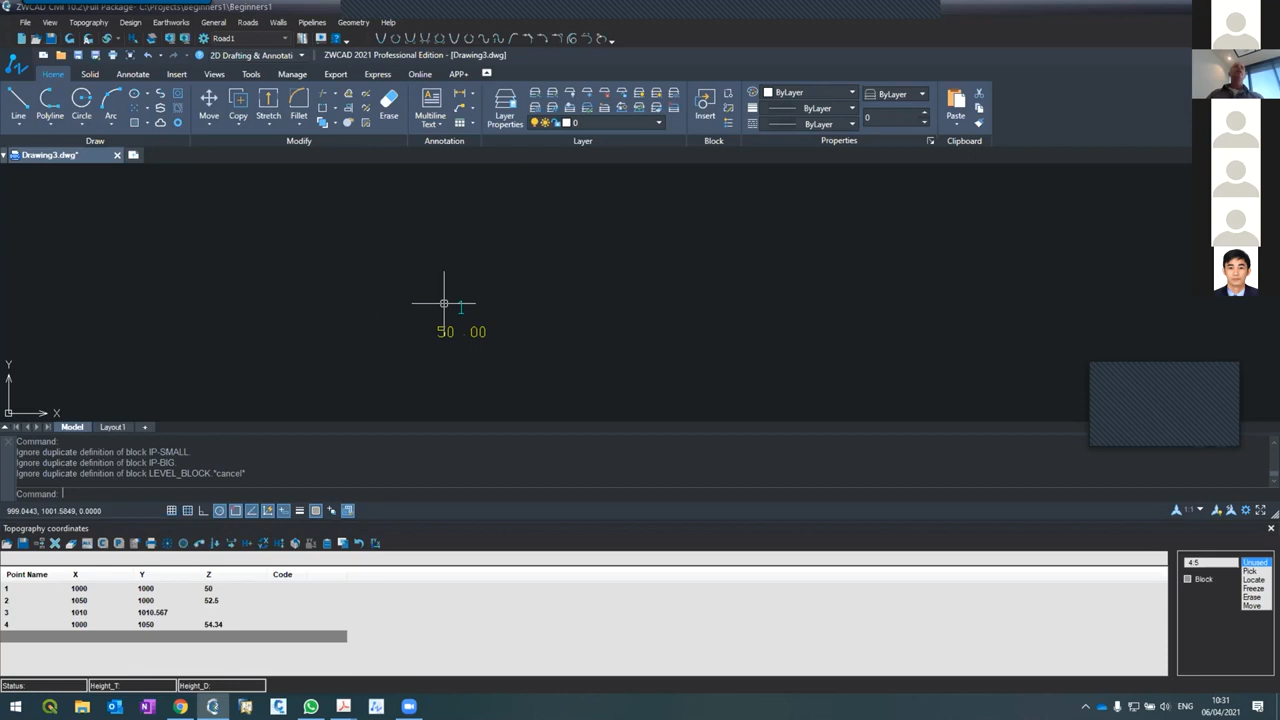 ZWCAD Civil 10.2\Full Package- C:\Projects\Beginners1\Beginners1
File View Topography Design Earthworks Roads Walls Pipelines Geometry Help
Road1
2D Drafting & Annotati
ZWCAD 2021 Professional Edition - [Drawing3.dwg]
Home Solid Annotate Insert Views Tools Manage Export Express Online APP+
Line Polyline Circle Arc Move Copy Stretch Fillet Erase Multiline Text Layer Properties Insert Paste
ByLayer ByLayer
ByLayer 0
0 ByLayer
Draw Modify Annotation Layer Block Properties Clipboard
Drawing3.dwg*
1
50 . 00
Y
X
Model Layout1 +
Command:
Ignore duplicate definition of block IP-SMALL.
Ignore duplicate definition of block IP-BIG.
Ignore duplicate definition of block LEVEL_BLOCK.*cancel*
Command:
999.0443, 1001.5849, 0.0000
1:1
Topography coordinates
Point Name X Y Z Code
1 1000 1000 50
2 1050 1000 52.5
3 1010 1010.567
4 1000 1050 54.34
4:5
Block
Unused
Pick
Locate
Freeze
Erase
Move
Status: Height_T: Height_D:
ENG
10:31
06/04/2021